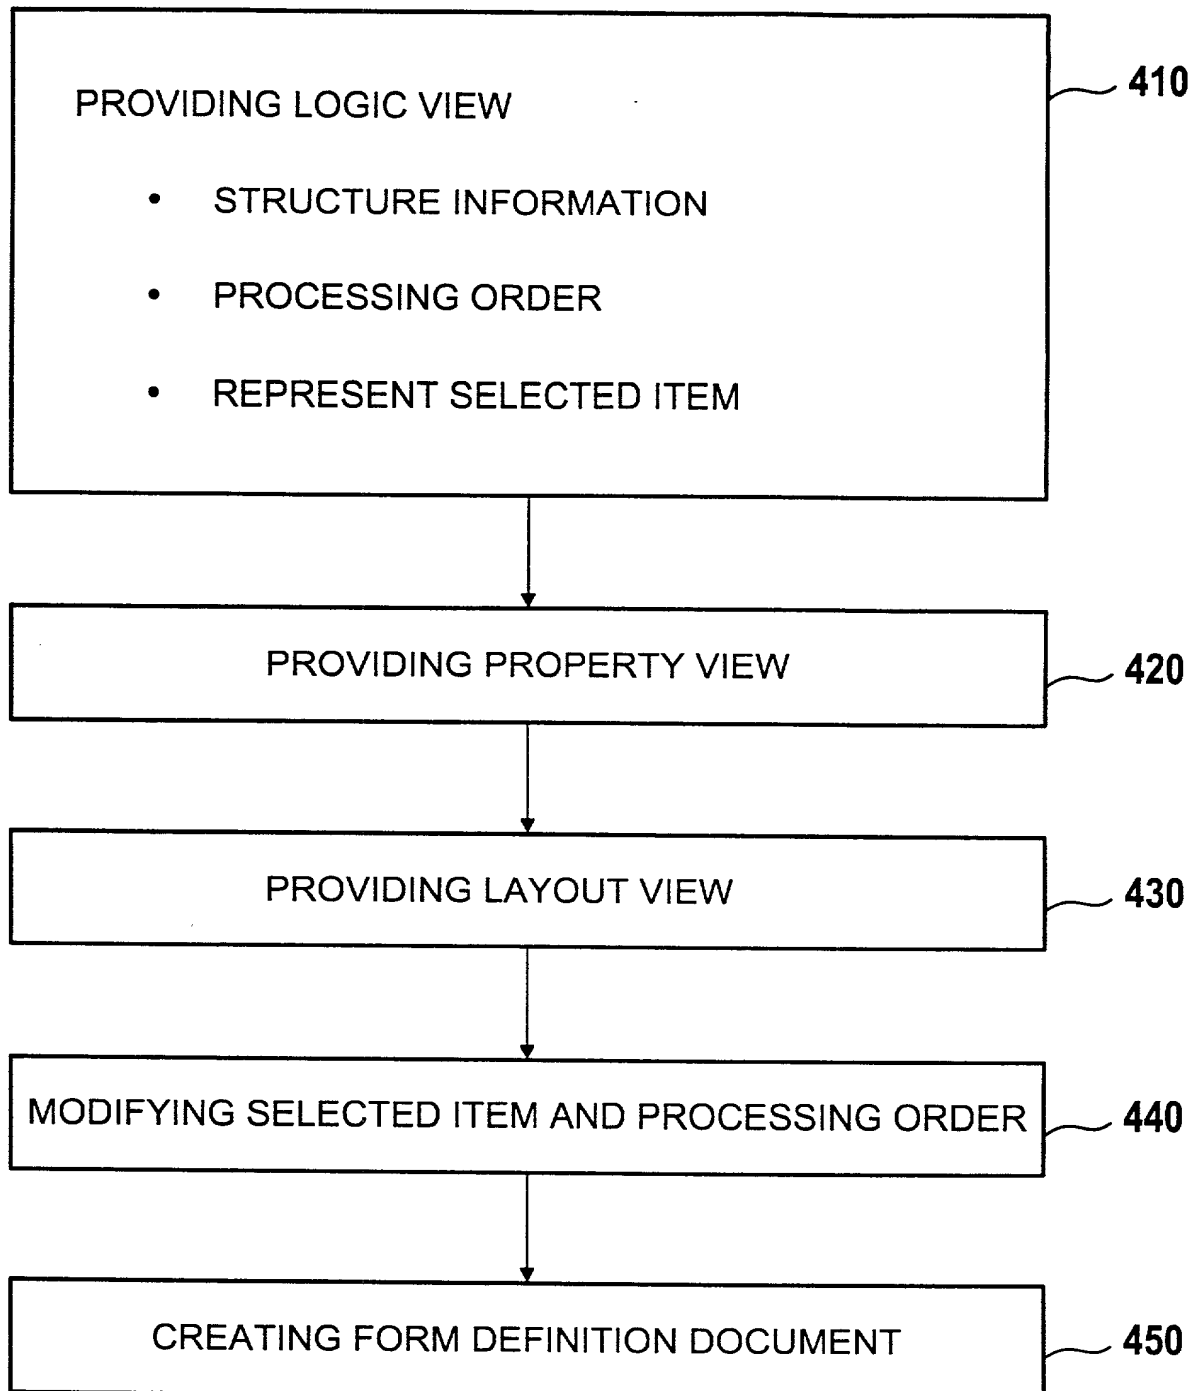 PROVIDING LOGIC VIEW
410
• STRUCTURE INFORMATION
• PROCESSING ORDER
• REPRESENT SELECTED ITEM
PROVIDING PROPERTY VIEW
420
PROVIDING LAYOUT VIEW
430
MODIFYING SELECTED ITEM AND PROCESSING ORDER
440
CREATING FORM DEFINITION DOCUMENT
450